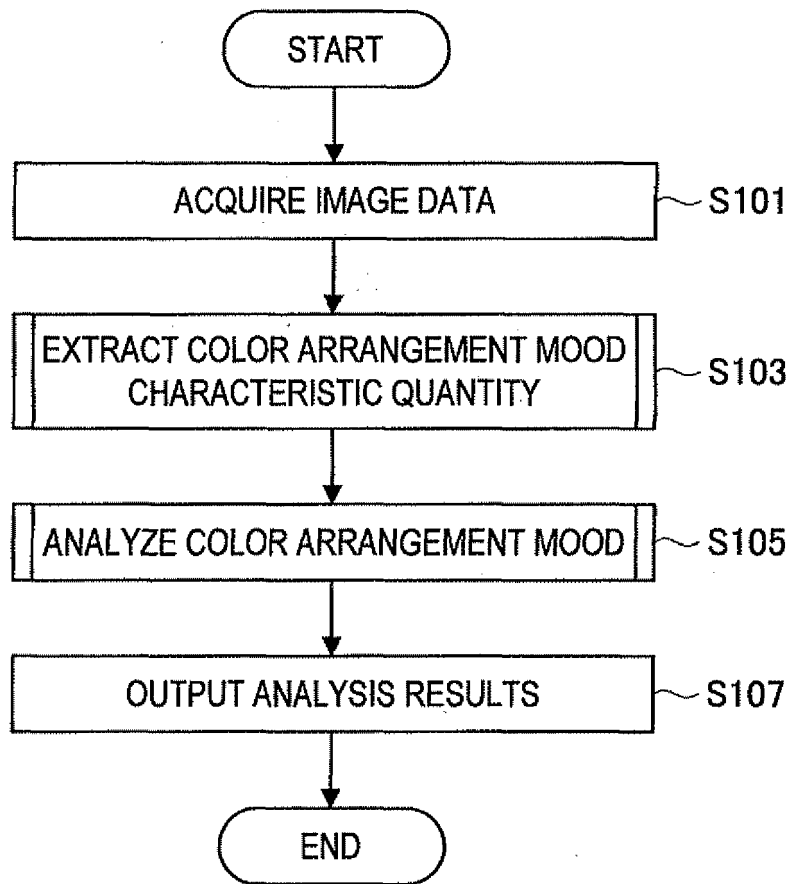 START
ACQUIRE IMAGE DATA
S101
EXTRACT COLOR ARRANGEMENT MOOD
CHARACTERISTIC QUANTITY
S103
ANALYZE COLOR ARRANGEMENT MOOD
S105
OUTPUT ANALYSIS RESULTS
S107
END